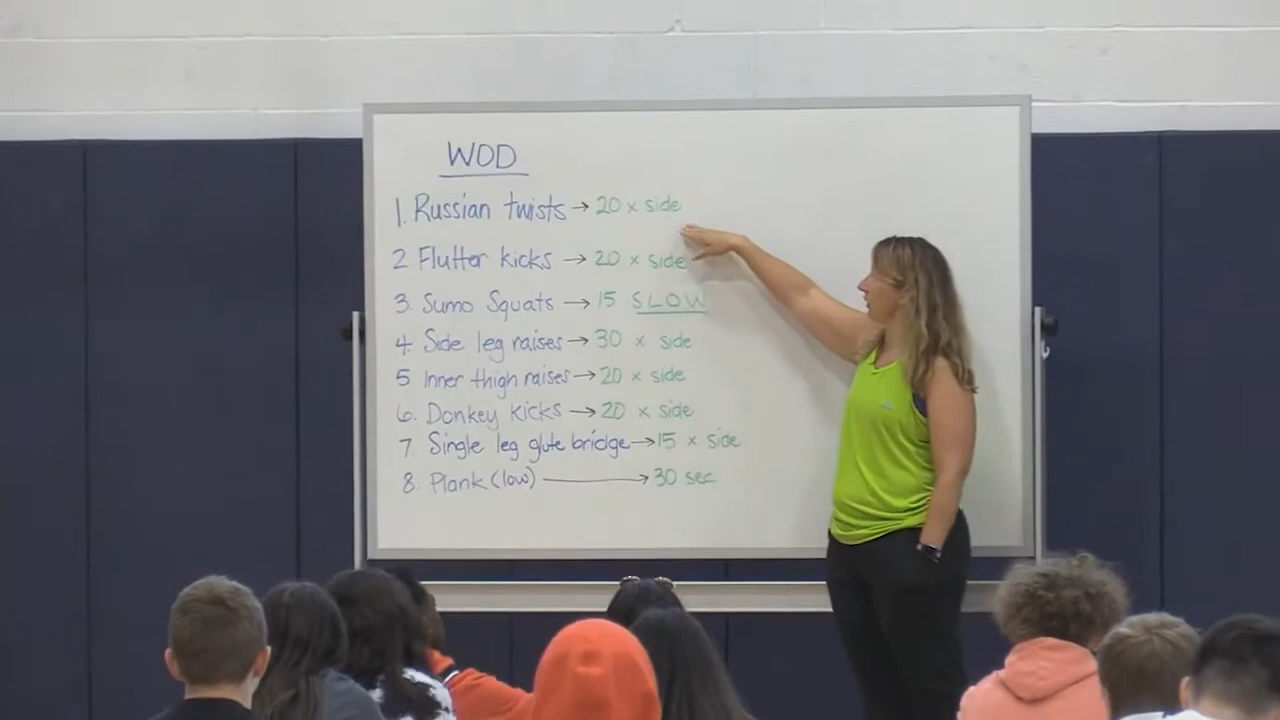 WOD
1. Russian twists → 20 x side
2. Flutter kicks → 20 x side
3. Sumo Squats → 15 SLOW
4. Side leg raises → 30 x side
5. Inner thigh raises → 20 x side
6. Donkey kicks → 20 x side
7. Single leg glute bridge → 15 x side
8. Plank (low) → 30 sec